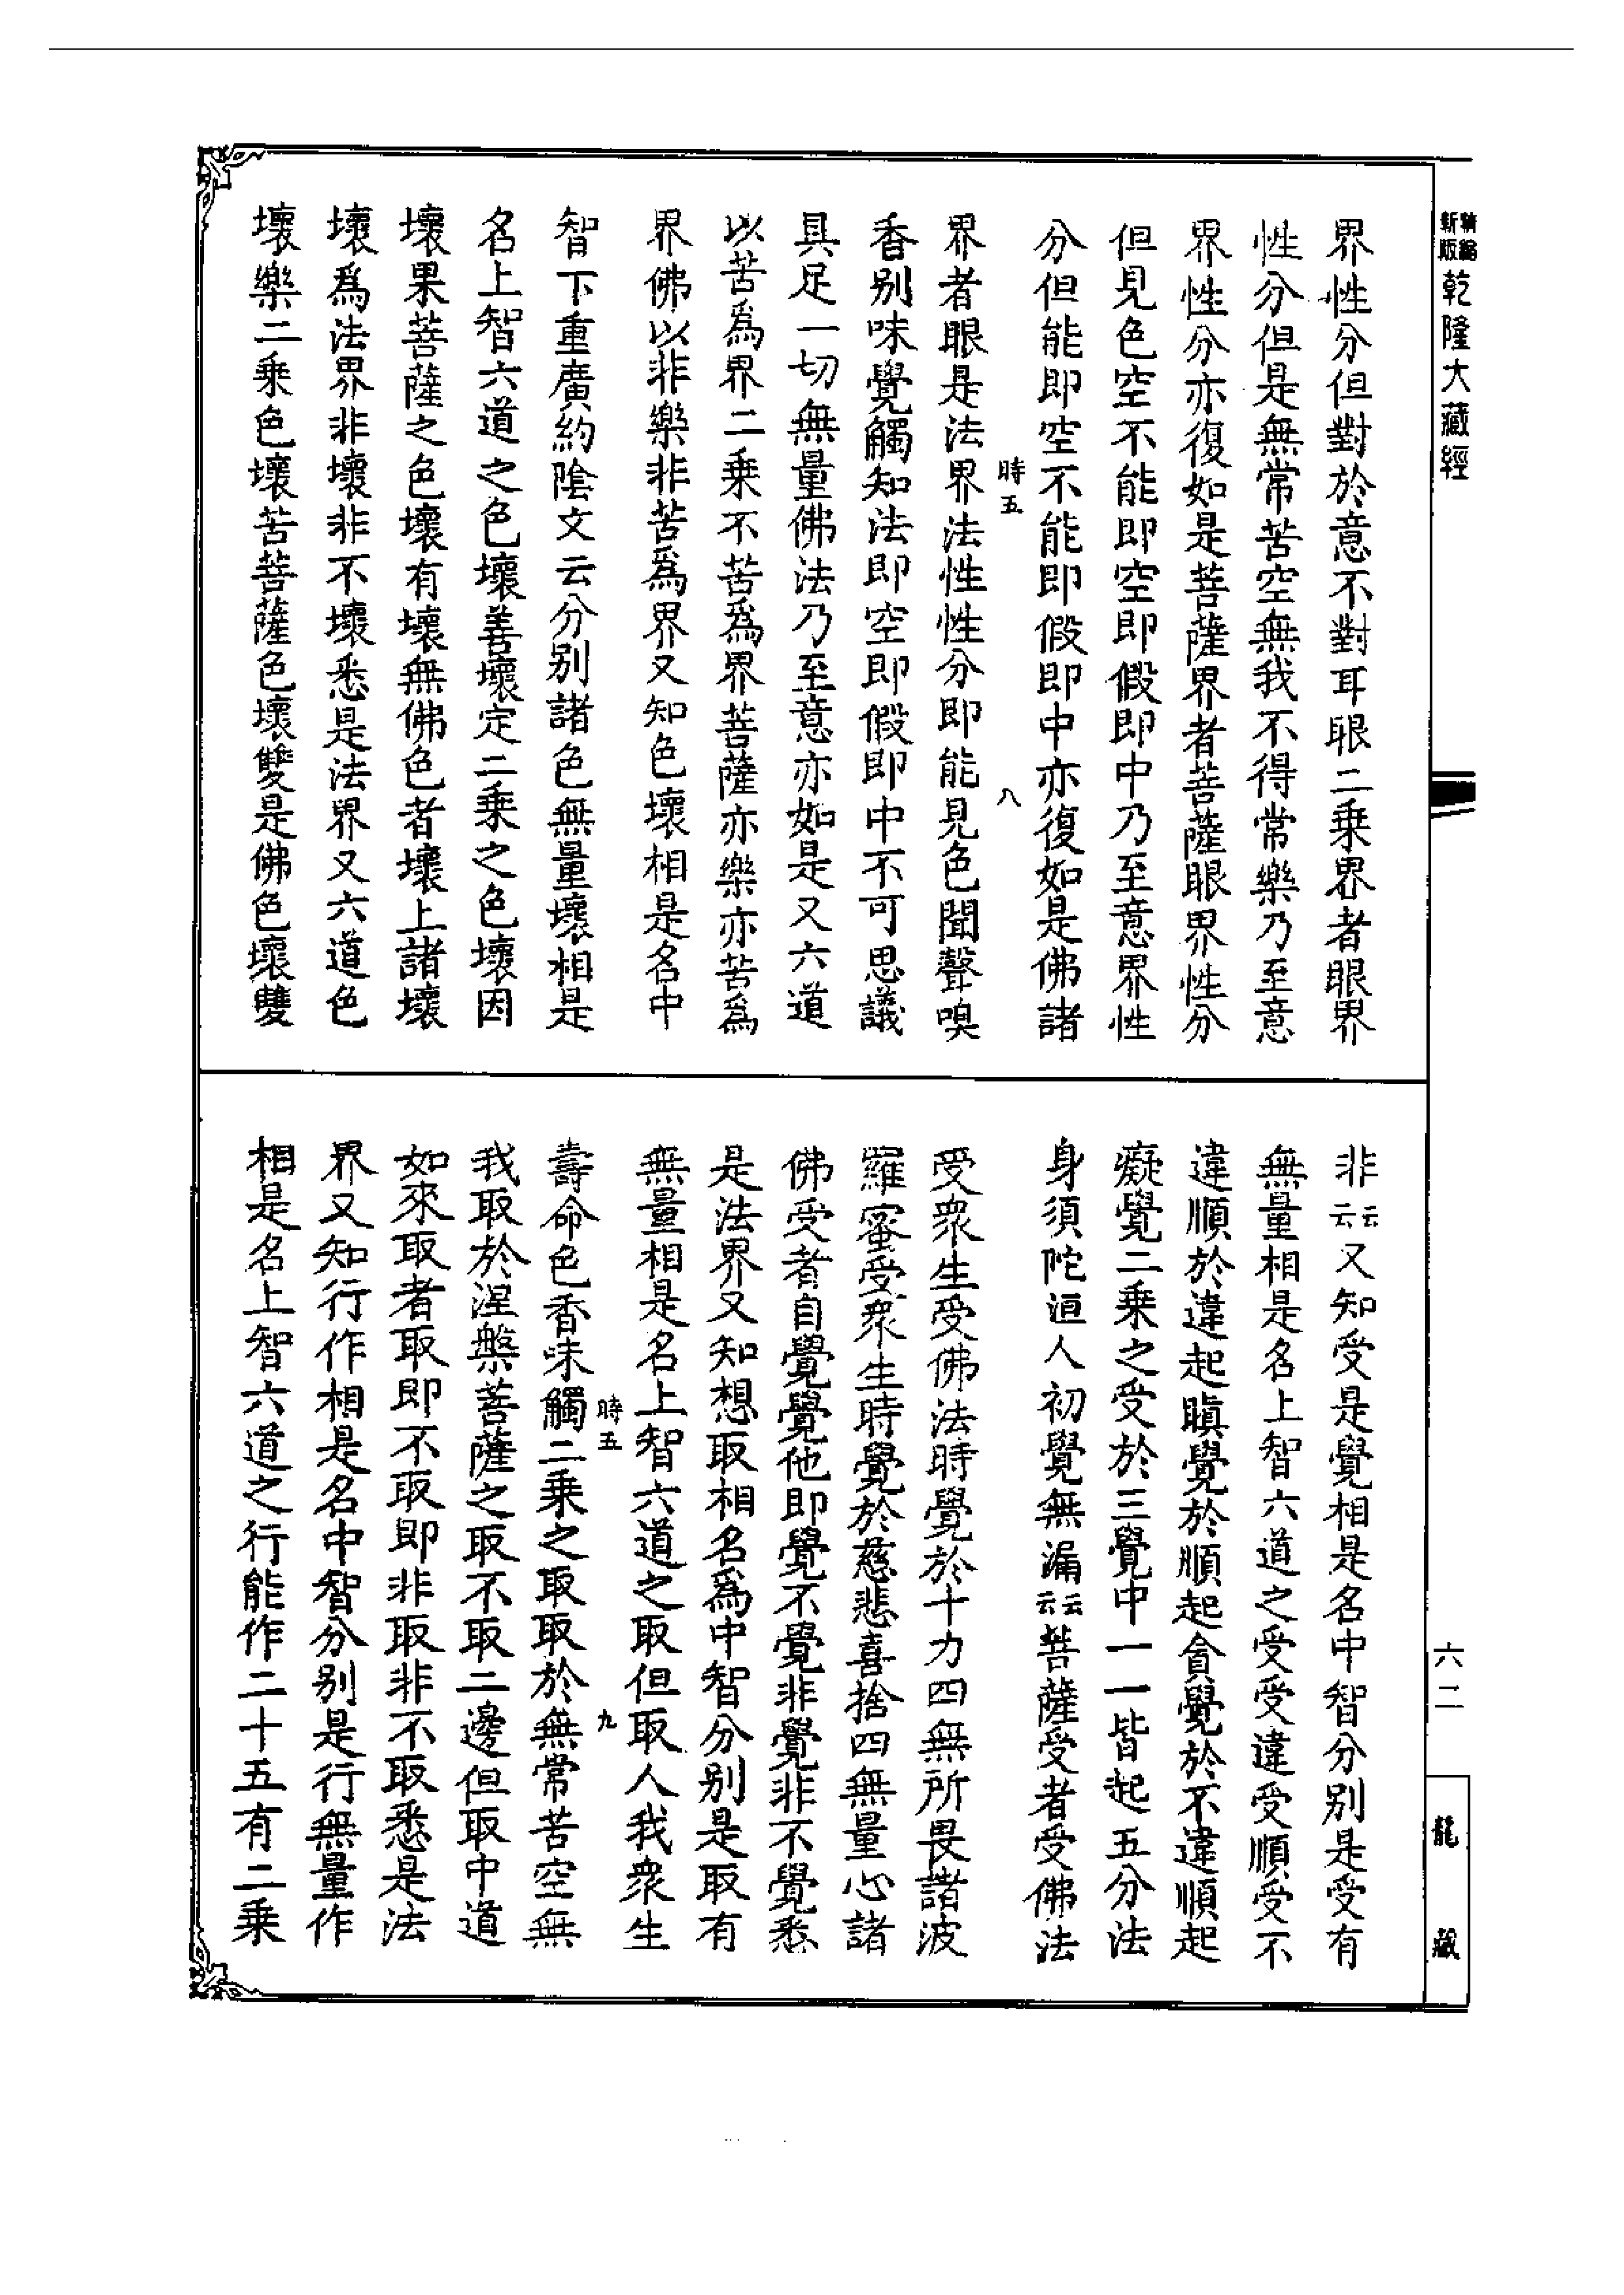 新編
縮版
乾隆大藏經
界性分但對於意不對耳眼二乘界者眼界
性分但是無常苦空無我不得常樂乃至意
界性分亦復如是菩薩界者菩薩眼界性分
但見色空不能即空即假即中乃至意界性
分但能即空不能即假即中亦復如是佛諸
時五
八
界者眼是法界法性性分即能見色聞聲嗅
香别味覺觸知法即空即假即中不可思議
具足一切無量佛法乃至意亦如是又六道
以苦為界二乘不苦為界菩薩亦樂亦苦為
界佛以非樂非苦為界又知色壞相是名中
智下重廣約陰文云分别諸色無量壞相是
名上智六道之色壞善壞定二乘之色壞因
壞果菩薩之色壞有壞無佛色者壞上諸壞
壞爲法界非壞非不壞悉是法界又六道色
壞樂二乘色壞苦菩薩色壞雙是佛色壞雙
六二
龍藏
非云云又知受是覺相是名中智分别是受有
無量相是名上智六道之受受違受順受不
違順於違起瞋覺於順起貪覺於不違順起
癡覺二乘之受於三覺中一一皆起五分法
身須陀洹人初覺無漏云云菩薩受者受佛法
受衆生受佛法時覺於十力四無所畏諸波
羅蜜受衆生時覺於慈悲喜捨四無量心諸
佛受者自覺覺他即覺不覺非覺非不覺悉
是法界又知想取相名爲中智分别是取有
無量相是名上智六道之取但取人我衆生
時五
九
壽命色香味觸二乘之取取於無常苦空無
我取於涅槃菩薩之取不取二邊但取中道
如來取者取即不取即非取非不取悉是法
界又知行作相是名中智分别是行無量作
相是名上智六道之行能作二十五有二乘